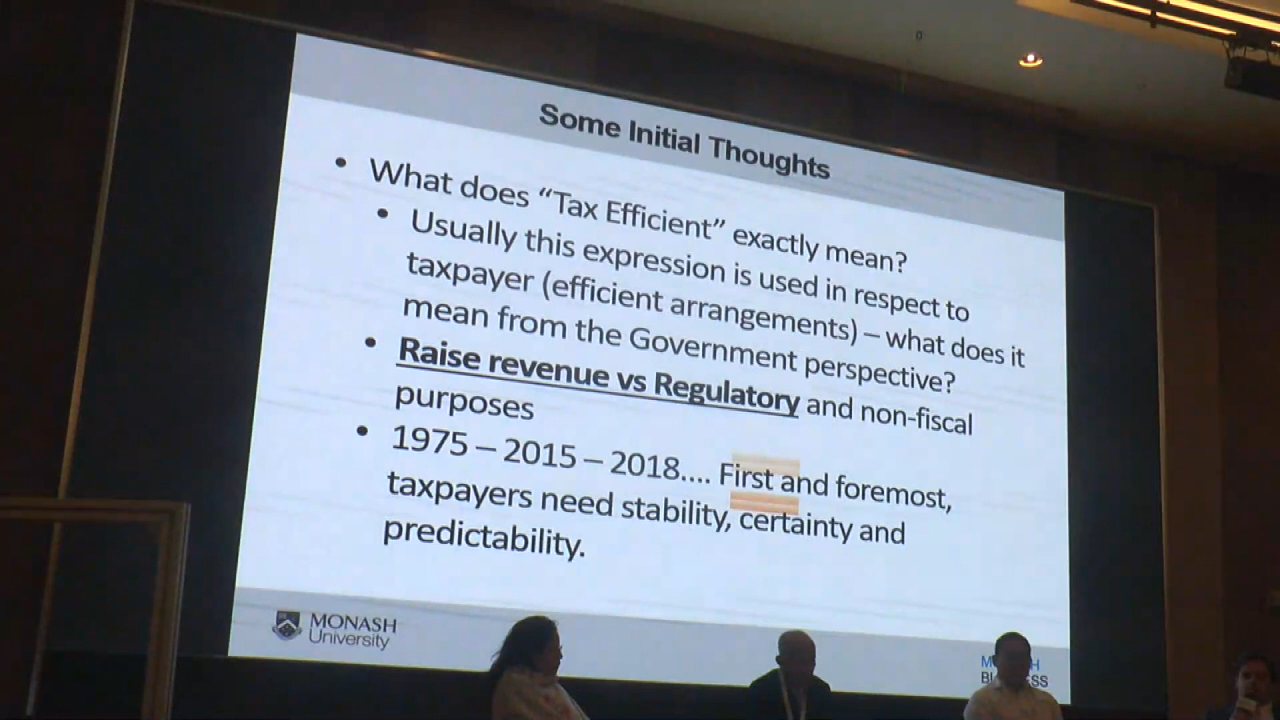 Some Initial Thoughts
• What does “Tax Efficient” exactly mean?
• Usually this expression is used in respect to
taxpayer (efficient arrangements) – what does it
mean from the Government perspective?
• Raise revenue vs Regulatory and non-fiscal
purposes
• 1975 – 2015 – 2018.... First and foremost,
taxpayers need stability, certainty and
predictability.
MONASH
University